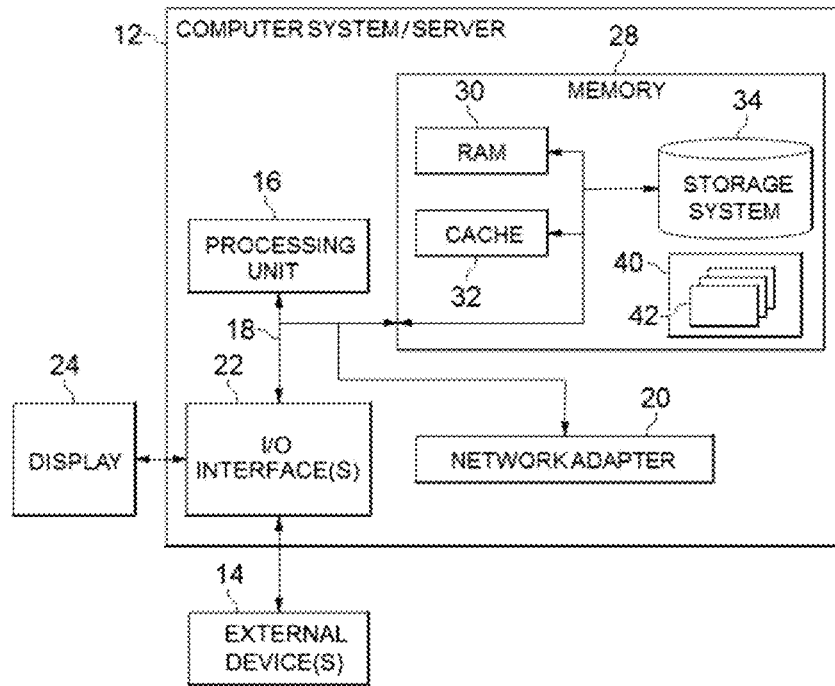 12
COMPUTER SYSTEM / SERVER
28
MEMORY
30
RAM
34
STORAGE
SYSTEM
16
PROCESSING
UNIT
CACHE
32
40
42
18
24
22
20
DISPLAY
I/O
INTERFACE(S)
NETWORK ADAPTER
14
EXTERNAL
DEVICE(S)